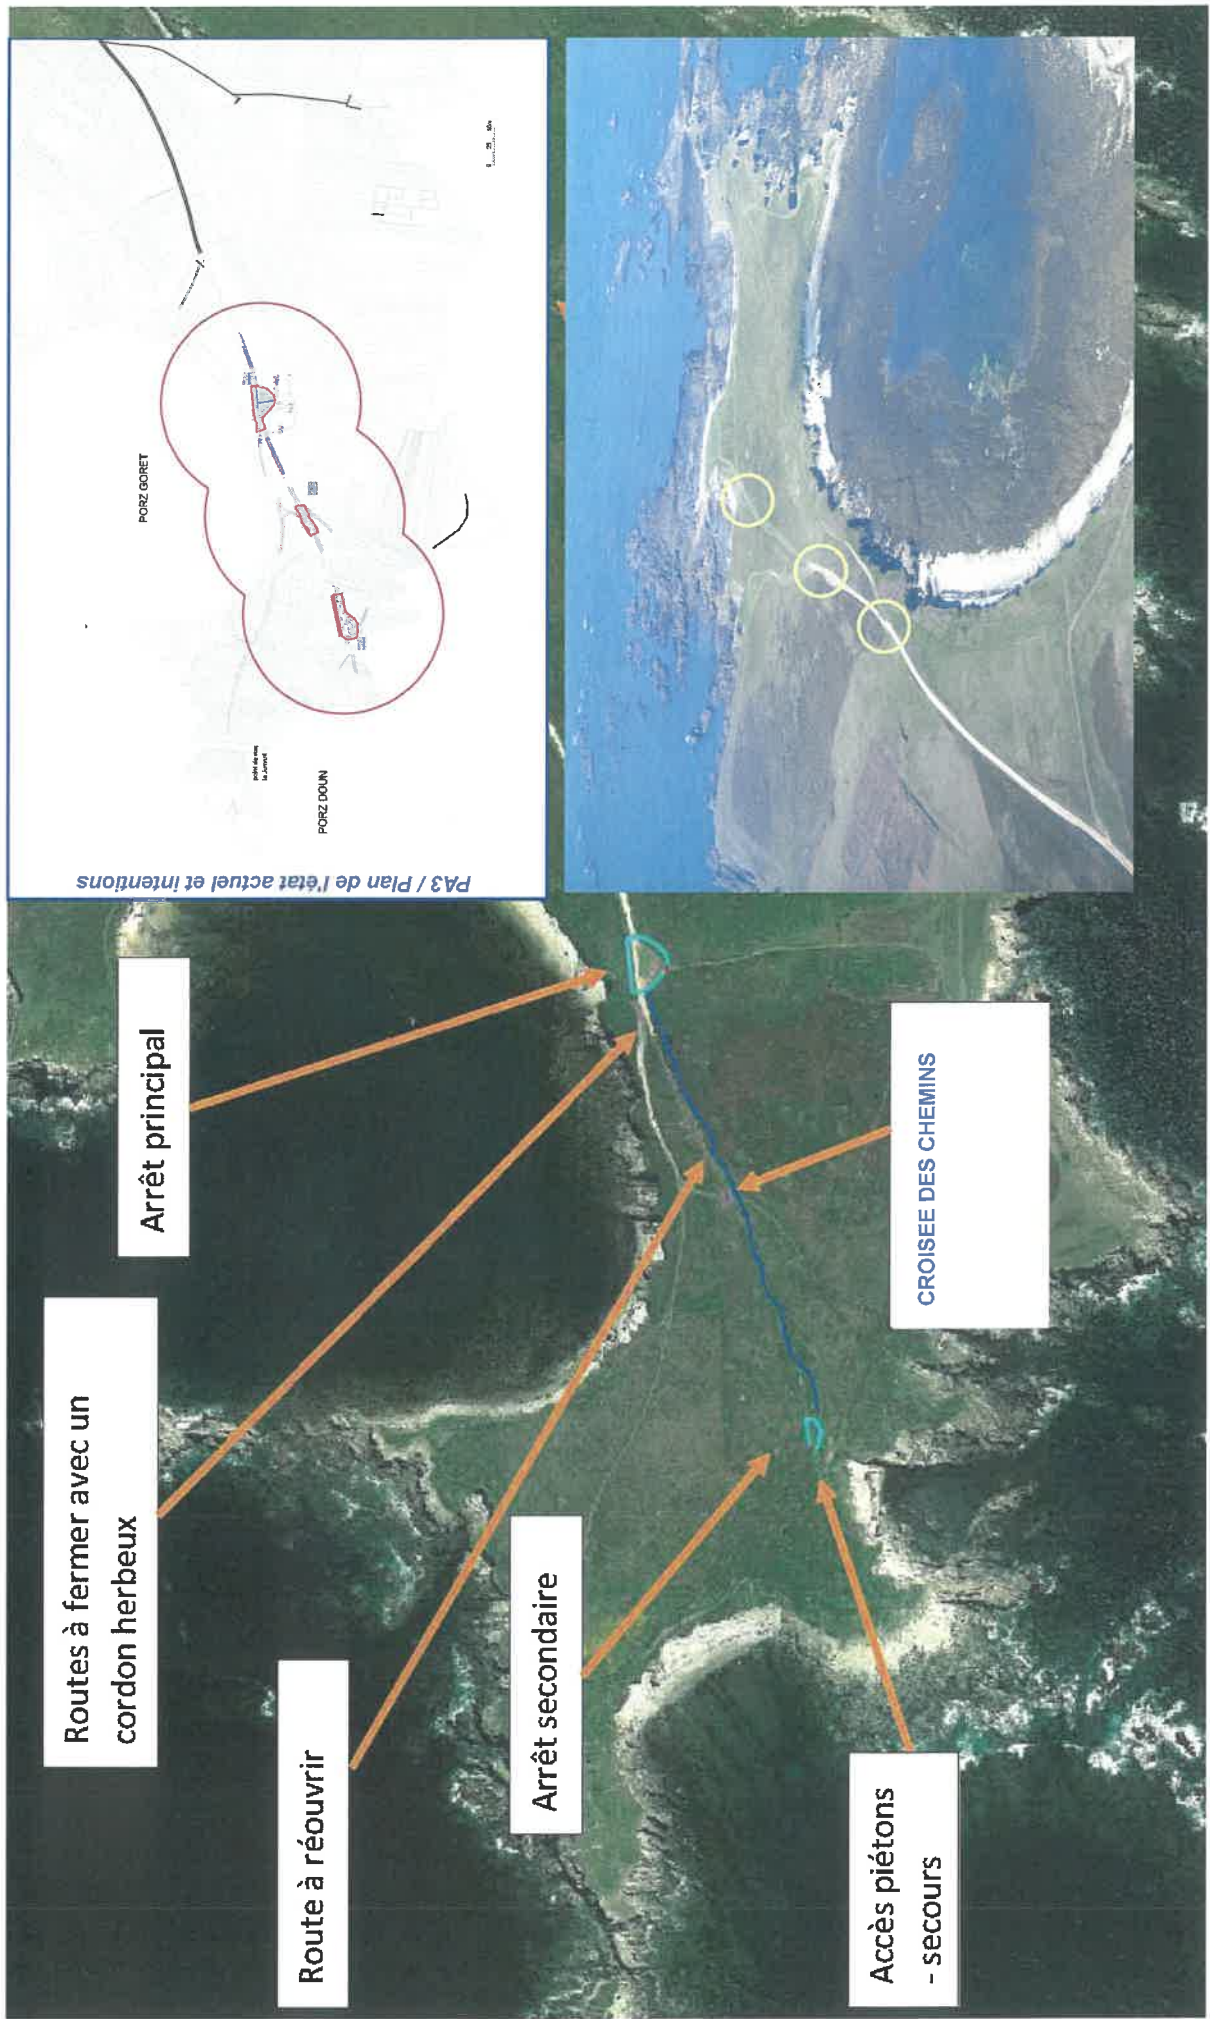 Routes à fermer avec un
cordon herbeux
Arrêt principal
Route à réouvrir
Arrêt secondaire
Accès piétons
- secours
CROISEE DES CHEMINS
PA3 / Plan de l'état actuel et intentions
PORZ GORET
PORZ DOUN